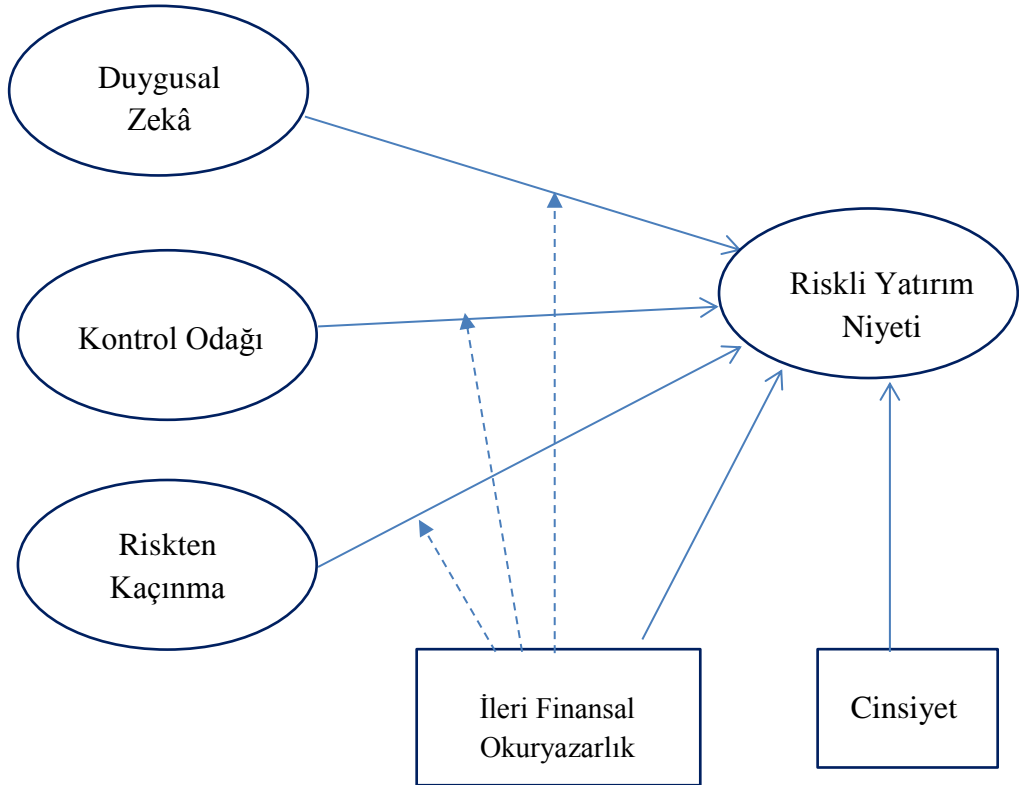 Duygusal
Zekâ
Kontrol Odağı
Riskli Yatırım
Niyeti
Riskten
Kaçınma
İleri Finansal
Okuryazarlık
Cinsiyet